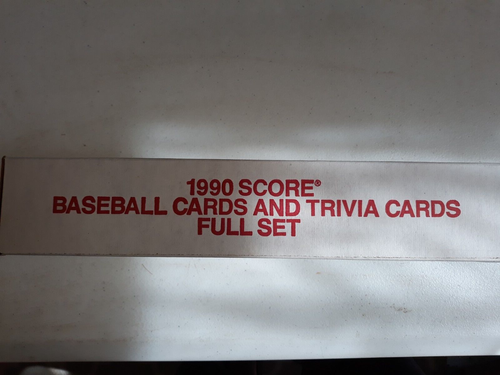 1990 SCORE®
BASEBALL CARDS AND TRIVIA CARDS
FULL SET